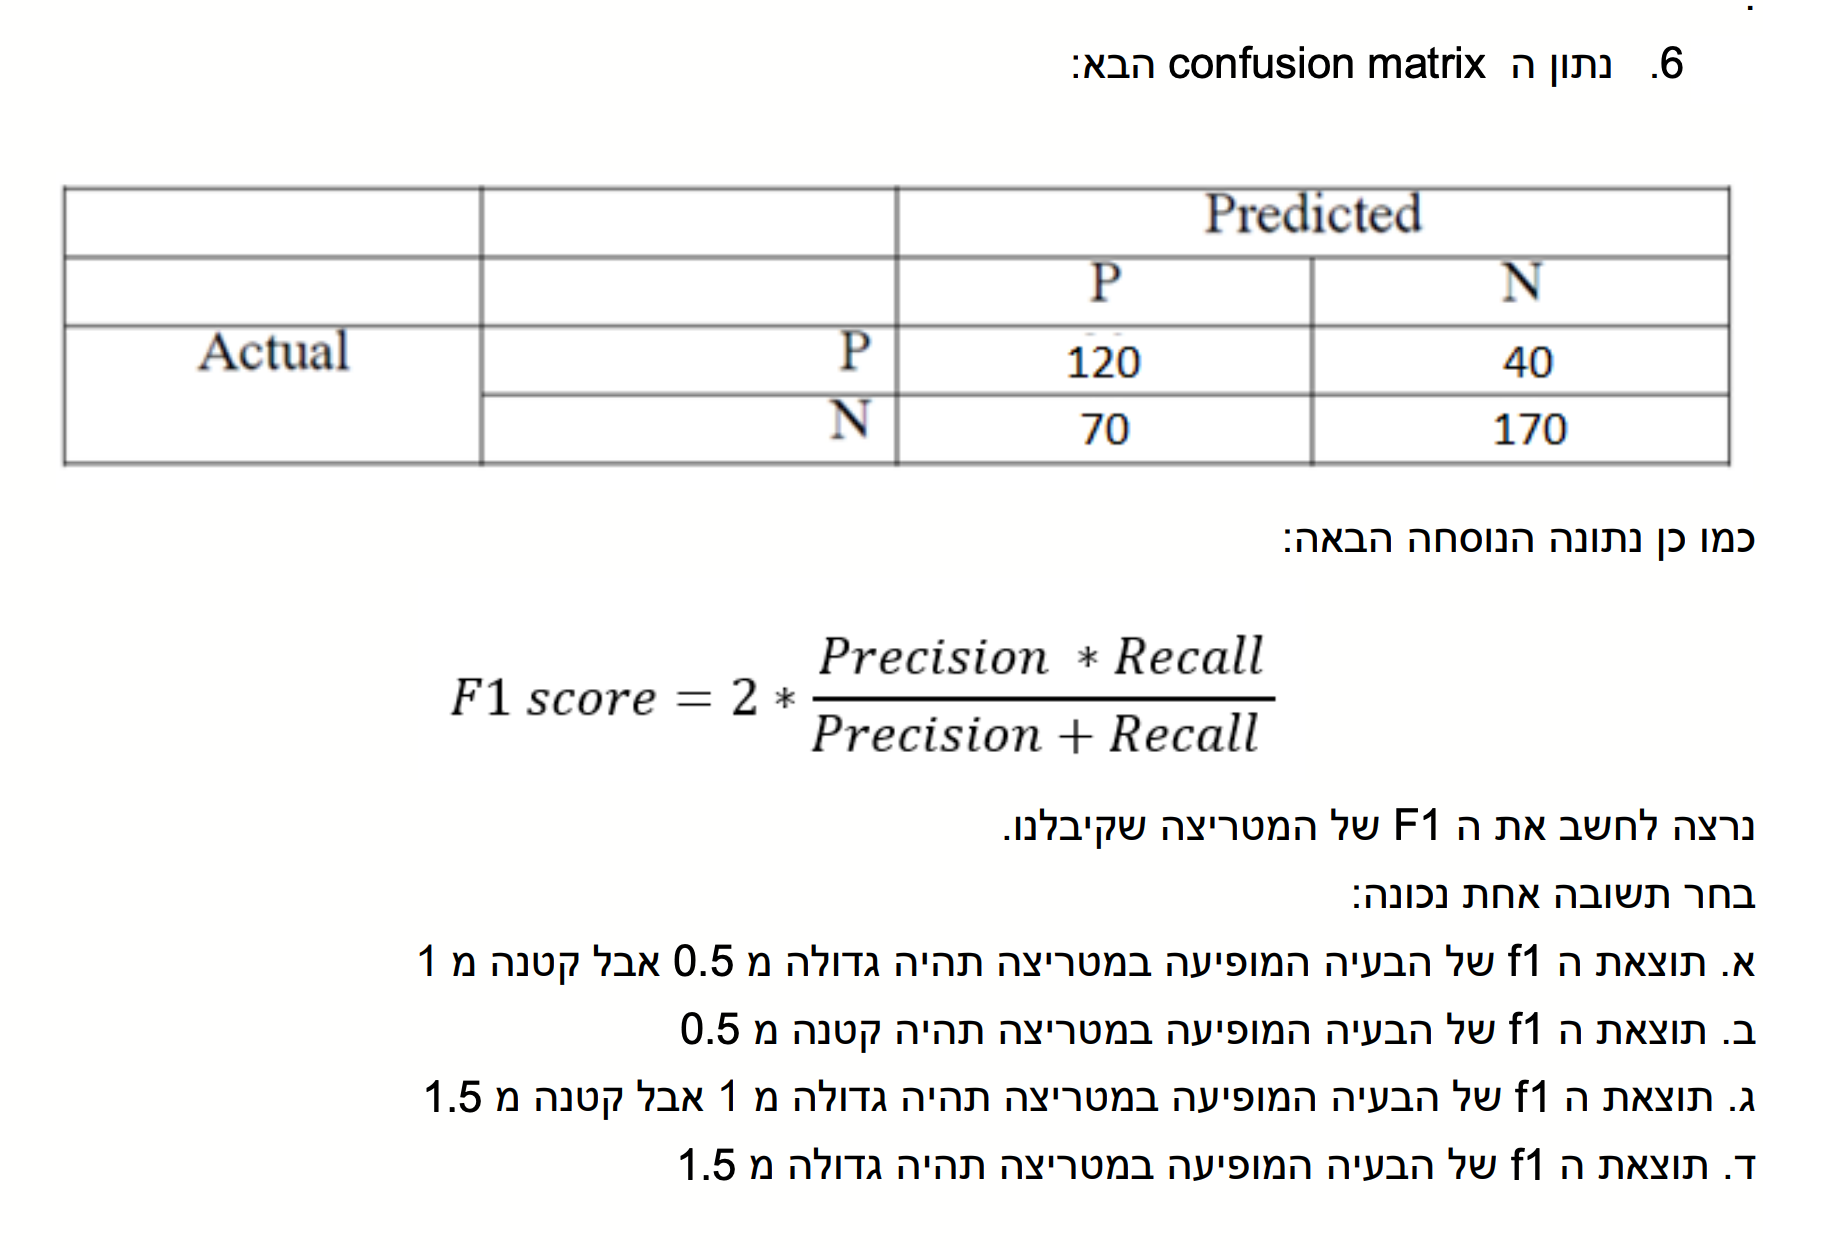 .
6. נתון ה confusion matrix הבא:
Predicted
P N
Actual P 120 40
N 70 170
כמו כן נתונה הנוסחה הבאה:
F1 score = 2 * Precision * Recall / Precision + Recall
נרצה לחשב את ה F1 של המטריצה שקיבלנו.
בחר תשובה אחת נכונה:
א. תוצאת ה f1 של הבעיה המופיעה במטריצה תהיה גדולה מ 0.5 אבל קטנה מ 1
ב. תוצאת ה f1 של הבעיה המופיעה במטריצה תהיה קטנה מ 0.5
ג. תוצאת ה f1 של הבעיה המופיעה במטריצה תהיה גדולה מ 1 אבל קטנה מ 1.5
ד. תוצאת ה f1 של הבעיה המופיעה במטריצה תהיה גדולה מ 1.5